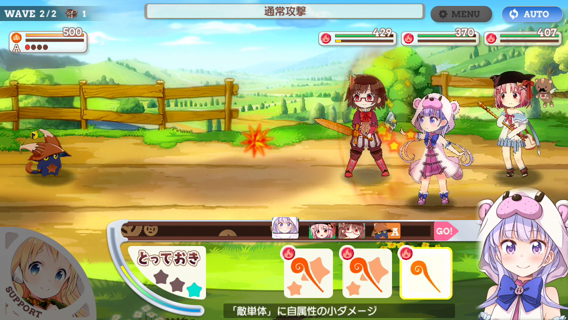 WAVE 2/2
1
通常攻撃
MENU
AUTO
500
A
429
370
407
A
GO!
とっておき
SUPPORT
「敵単体」に自属性の小ダメージ